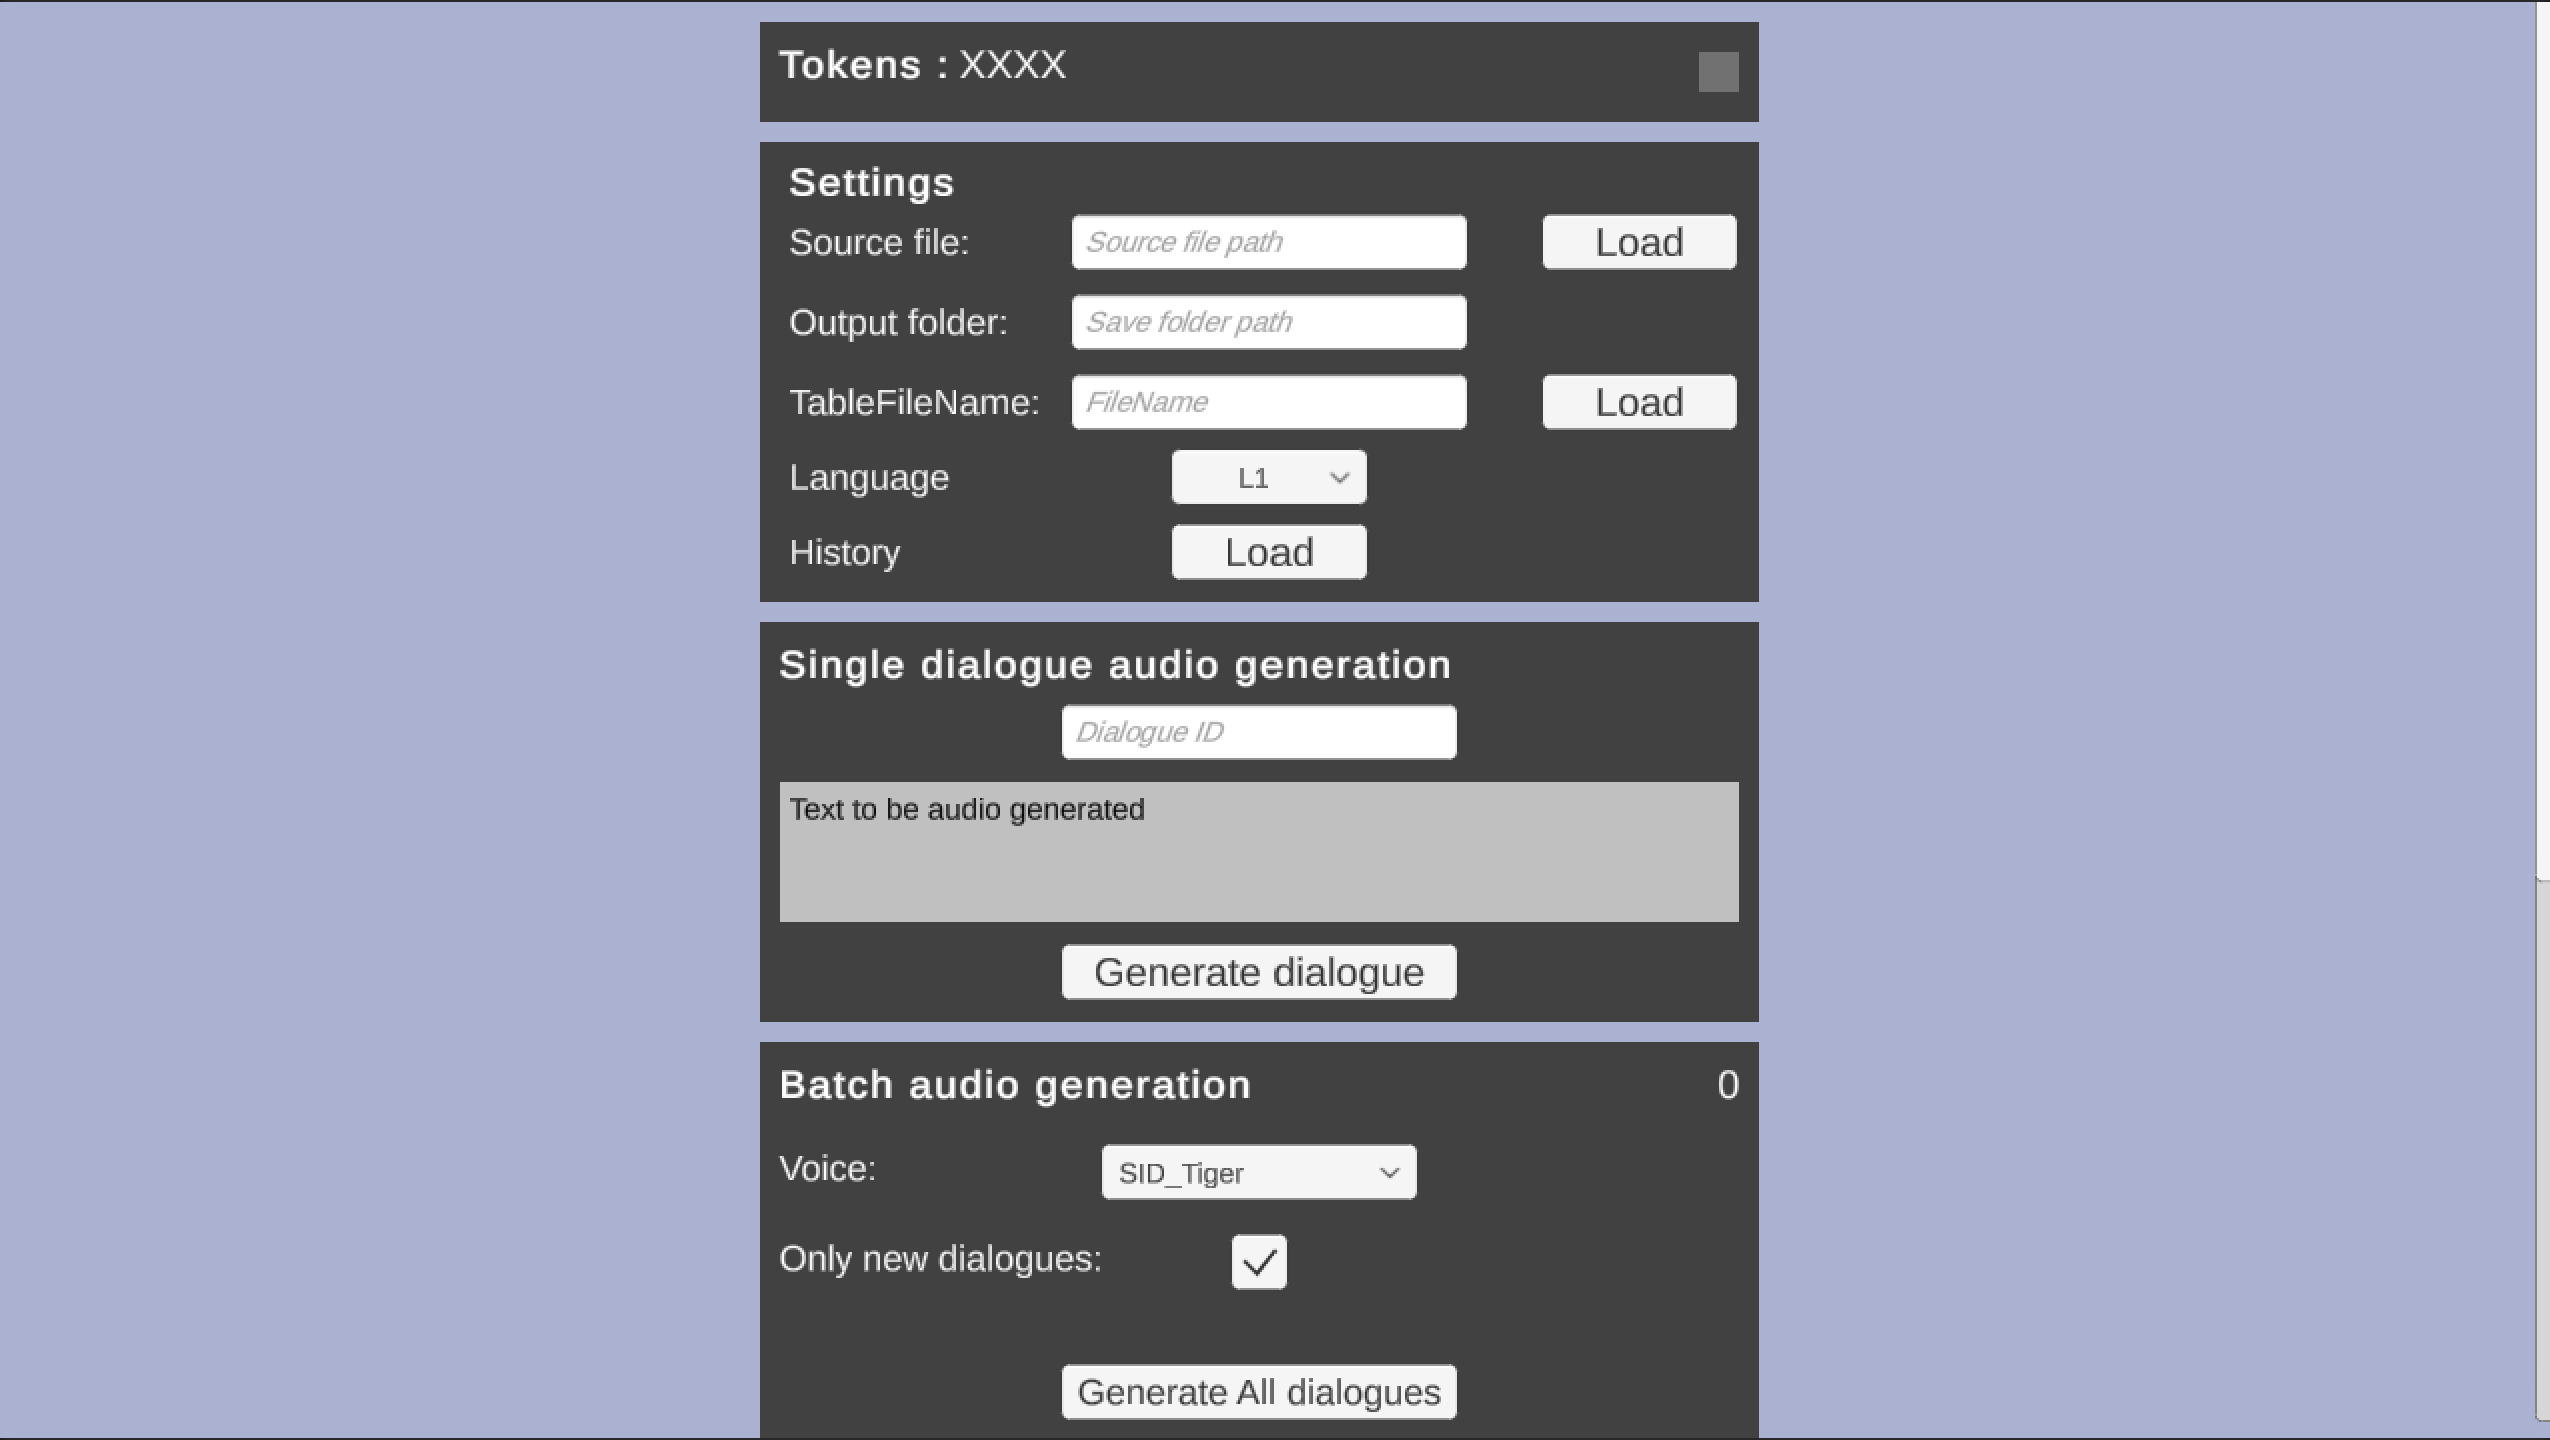 Tokens : XXXX
Settings
Source file: Source file path Load
Output folder: Save folder path
TableFileName: FileName Load
Language L1
History Load
Single dialogue audio generation
Dialogue ID
Text to be audio generated
Generate dialogue
Batch audio generation 0
Voice: SID_Tiger
Only new dialogues:
Generate All dialogues